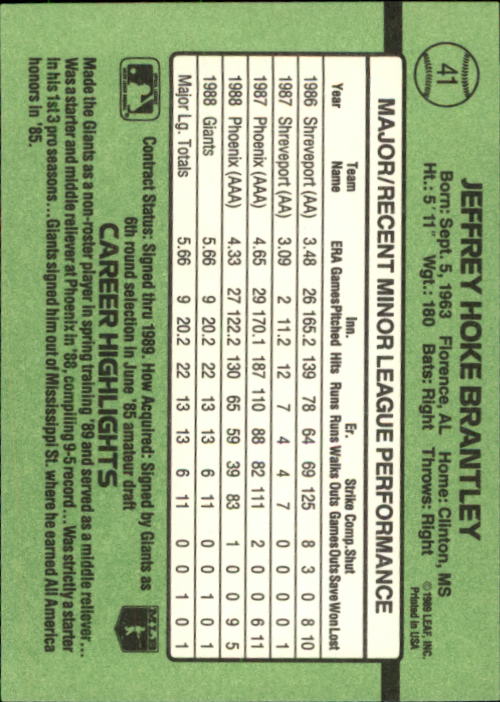 41
JEFFREY HOKE BRANTLEY
Born: Sept. 5, 1963 Florence, AL Home: Clinton, MS
Ht.: 5' 11" Wgt.: 180 Bats: Right Throws: Right
©1989 LEAF, INC.
Printed in USA
MAJOR/RECENT MINOR LEAGUE PERFORMANCE
Year Team Name ERA Games Inn. Pitched Hits Runs Er. Runs Walks Strike Outs Comp. Games Shut Outs Save Won Lost
1986 Shreveport (AA) 3.48 26 165.2 139 78 64 69 125 8 3 0 8 10
1987 Shreveport (AA) 3.09 2 11.2 12 7 4 4 7 0 0 0 0 1
1987 Phoenix (AAA) 4.65 29 170.1 187 110 88 82 111 2 0 0 6 11
1988 Phoenix (AAA) 4.33 27 122.2 130 65 59 39 83 1 0 0 9 5
1988 Giants 5.66 9 20.2 22 13 13 6 11 0 0 1 0 1
Major Lg. Totals 5.66 9 20.2 22 13 13 6 11 0 0 1 0 1
Contract Status: Signed thru 1989. How Acquired: Signed by Giants as
6th round selection in June '85 amateur draft
MLB
CAREER HIGHLIGHTS
Made the Giants as a non-roster player in spring training '89 and served as a middle reliever...
Was a starter and middle reliever at Phoenix in '88, compiling 9-5 record...Was strictly a starter
in his 1st 3 pro seasons...Giants signed him out of Mississippi St. where he earned All America
honors in '85.